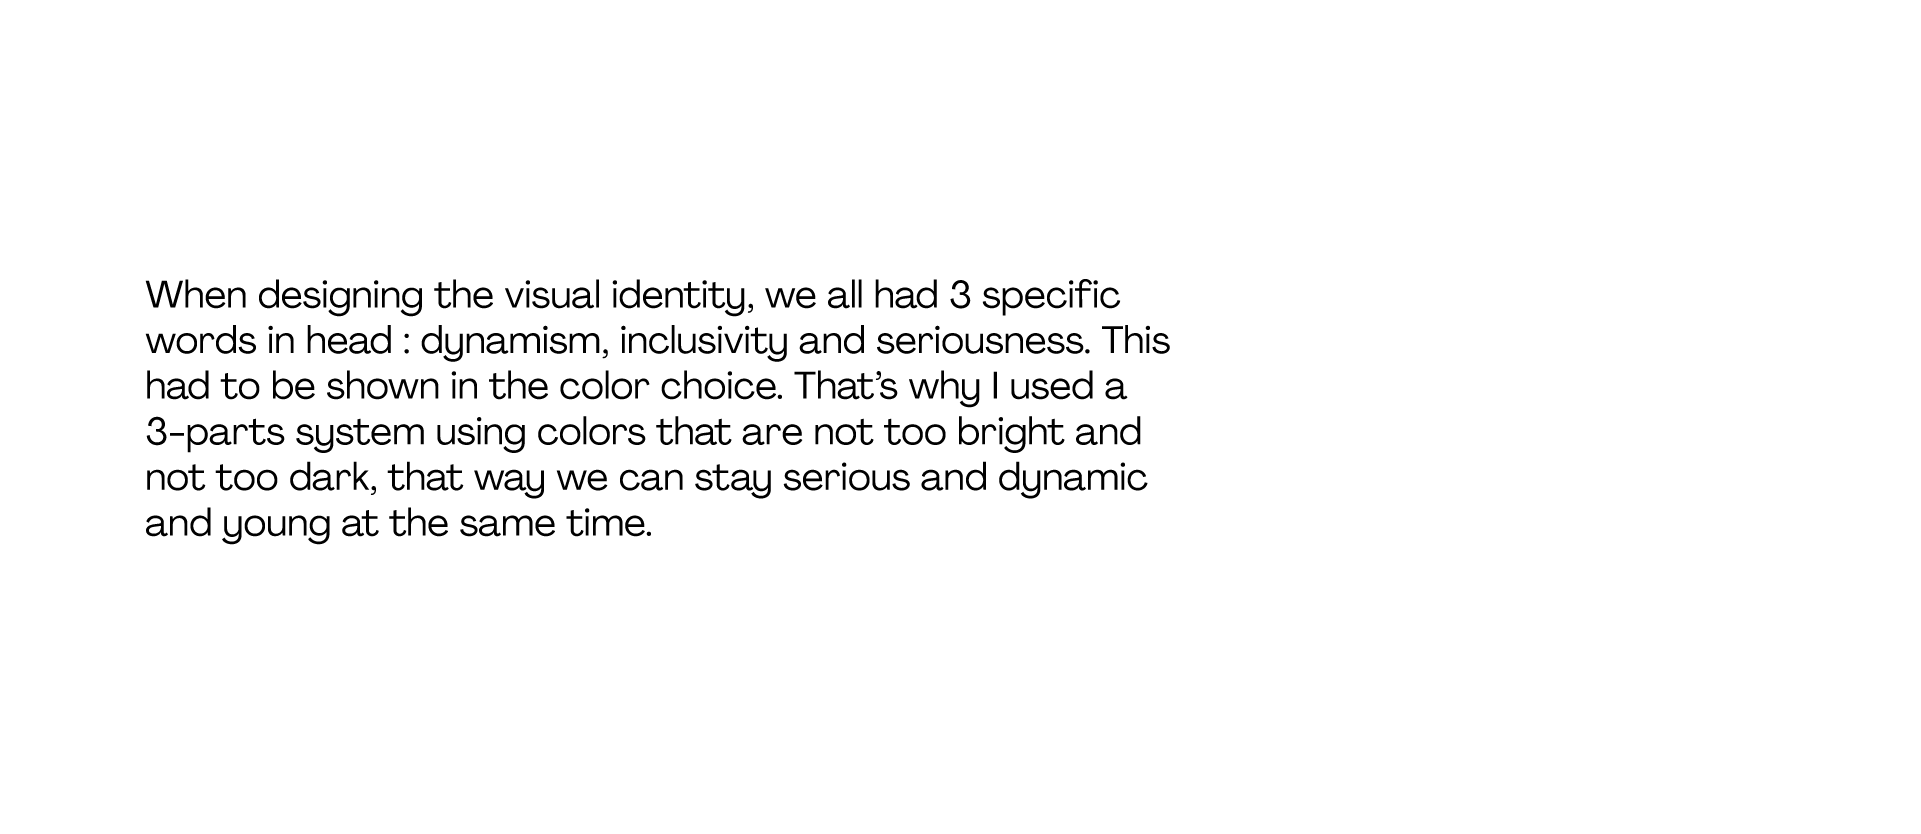 When designing the visual identity, we all had 3 specific
words in head : dynamism, inclusivity and seriousness. This
had to be shown in the color choice. That’s why I used a
3-parts system using colors that are not too bright and
not too dark, that way we can stay serious and dynamic
and young at the same time.